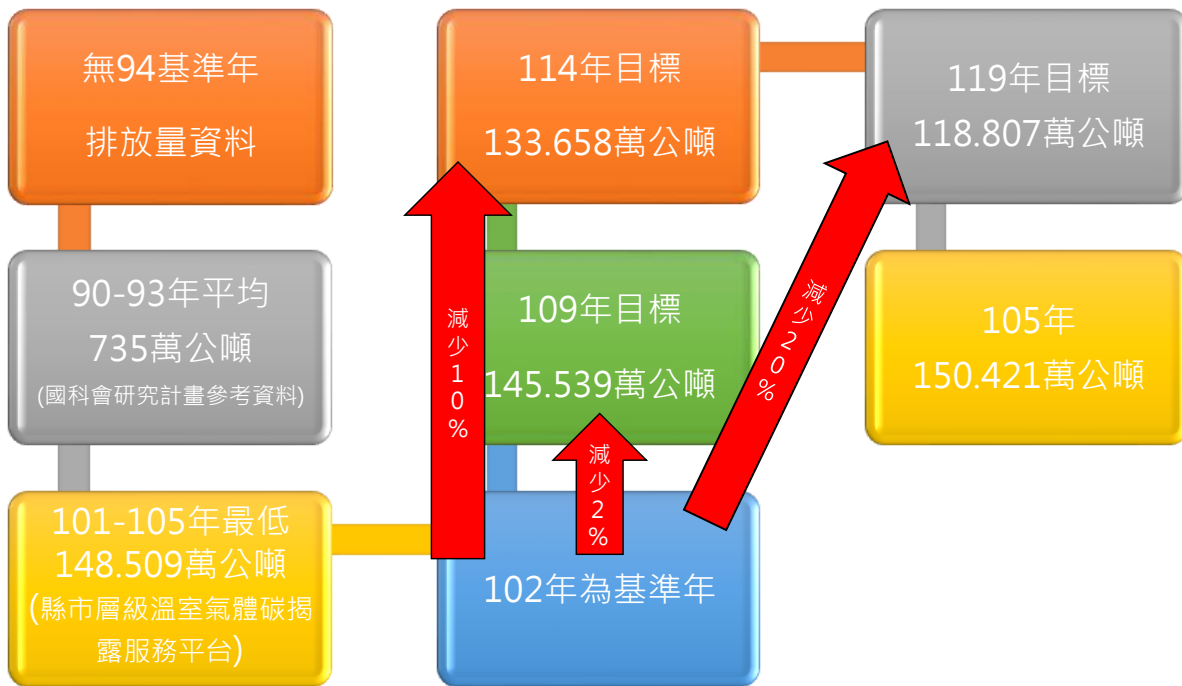 無94基準年
排放量資料
90-93年平均
735萬公噸
(國科會研究計畫參考資料)
101-105年最低
148.509萬公噸
(縣市層級溫室氣體碳揭
露服務平台)
102年為基準年
減少2%
109年目標
145.539萬公噸
減少10%
114年目標
133.658萬公噸
減少20%
119年目標
118.807萬公噸
105年
150.421萬公噸